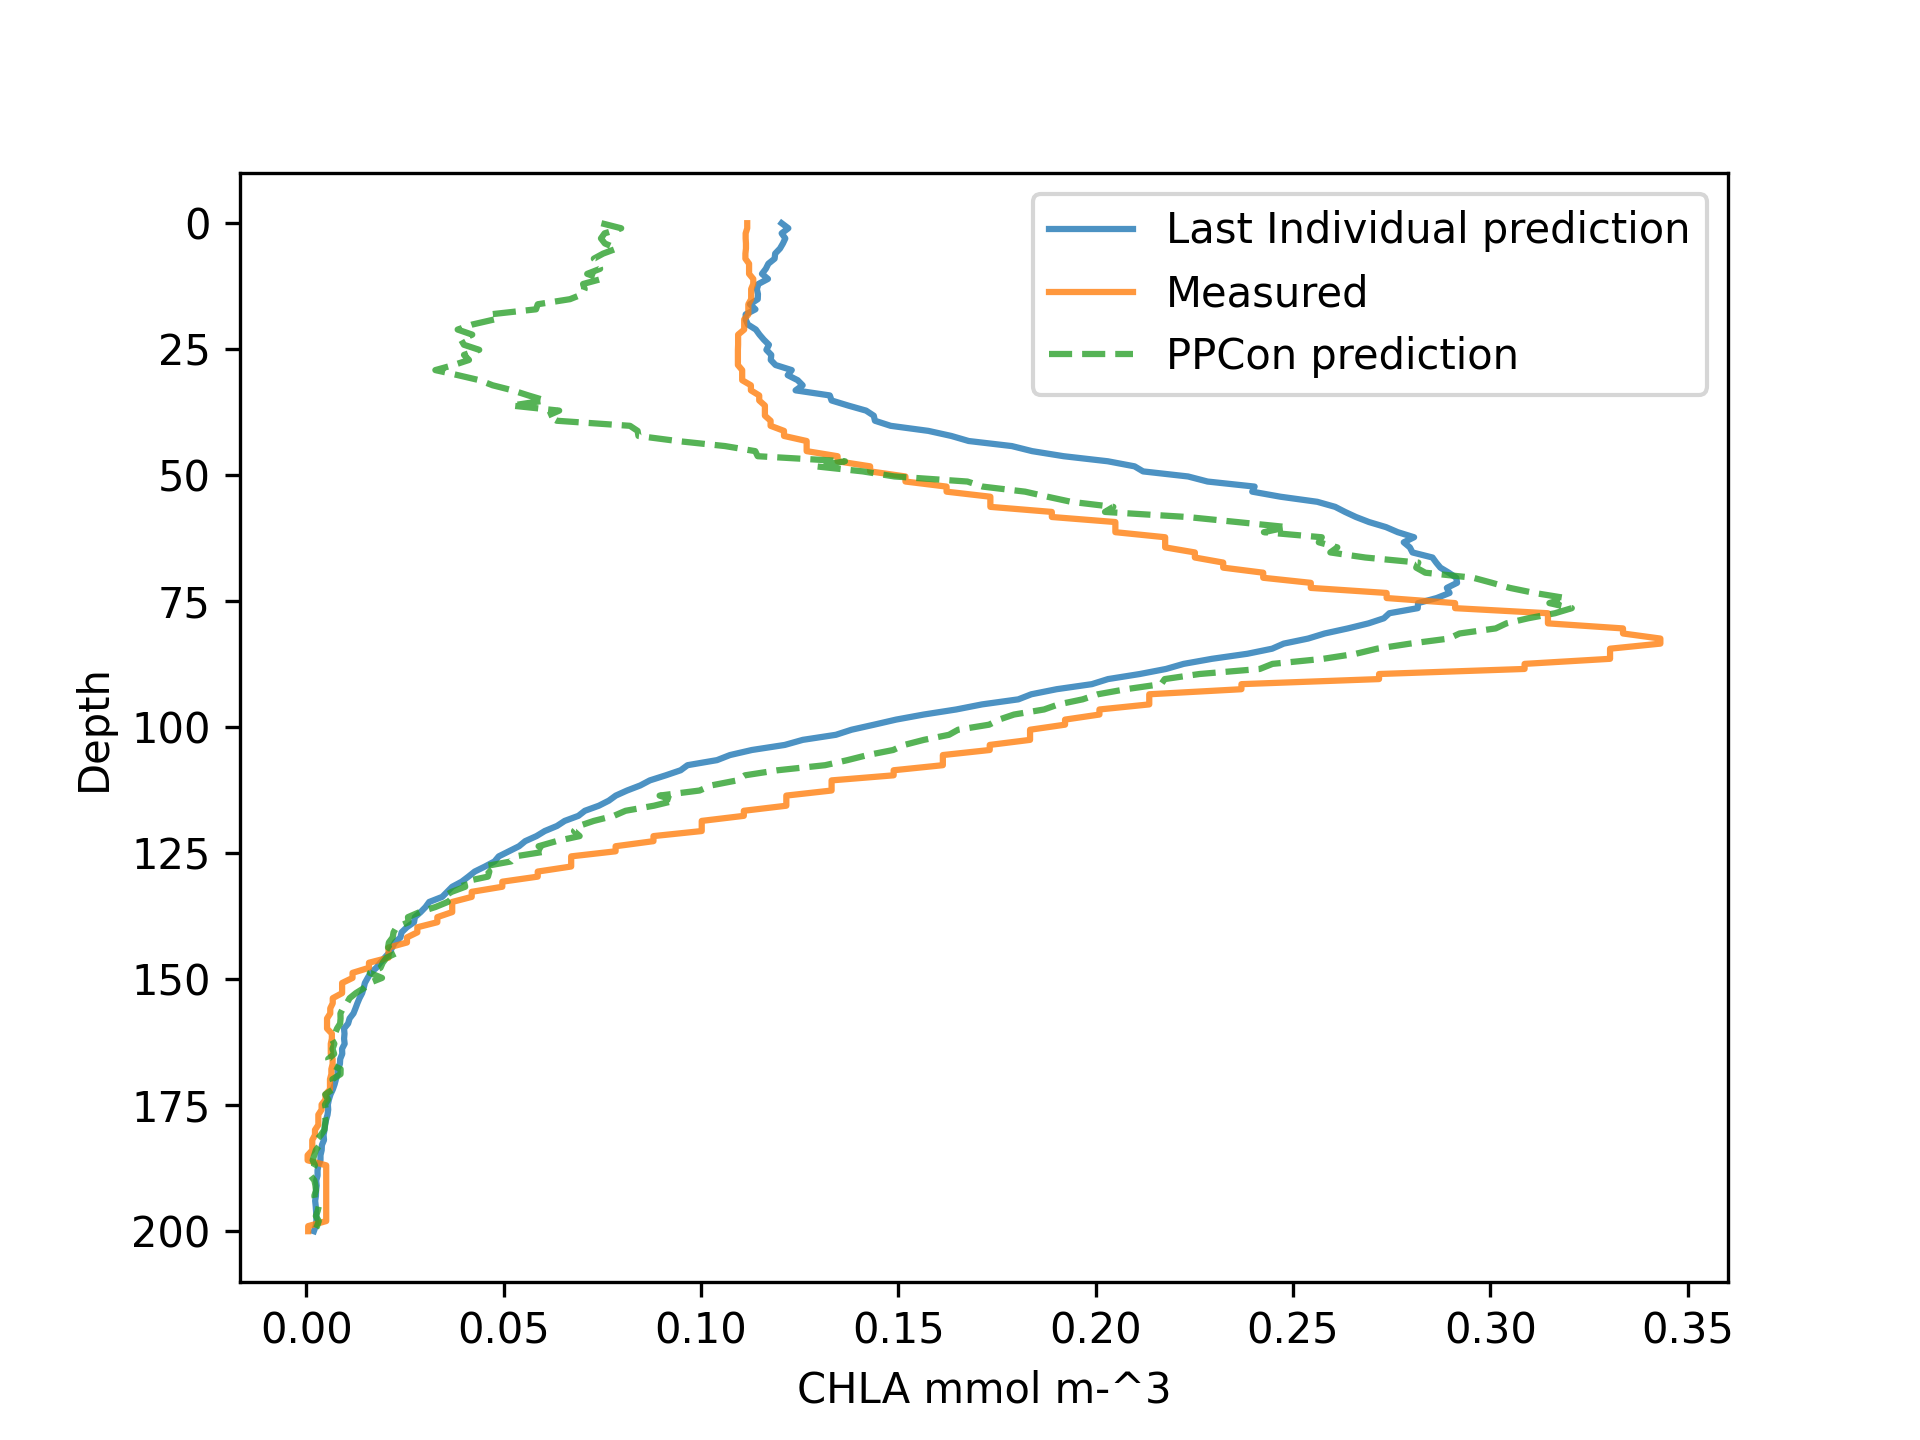 Last Individual prediction
Measured
PPCon prediction
0
25
50
75
100
125
150
175
200
Depth
0.00 0.05 0.10 0.15 0.20 0.25 0.30 0.35
CHLA mmol m-^3